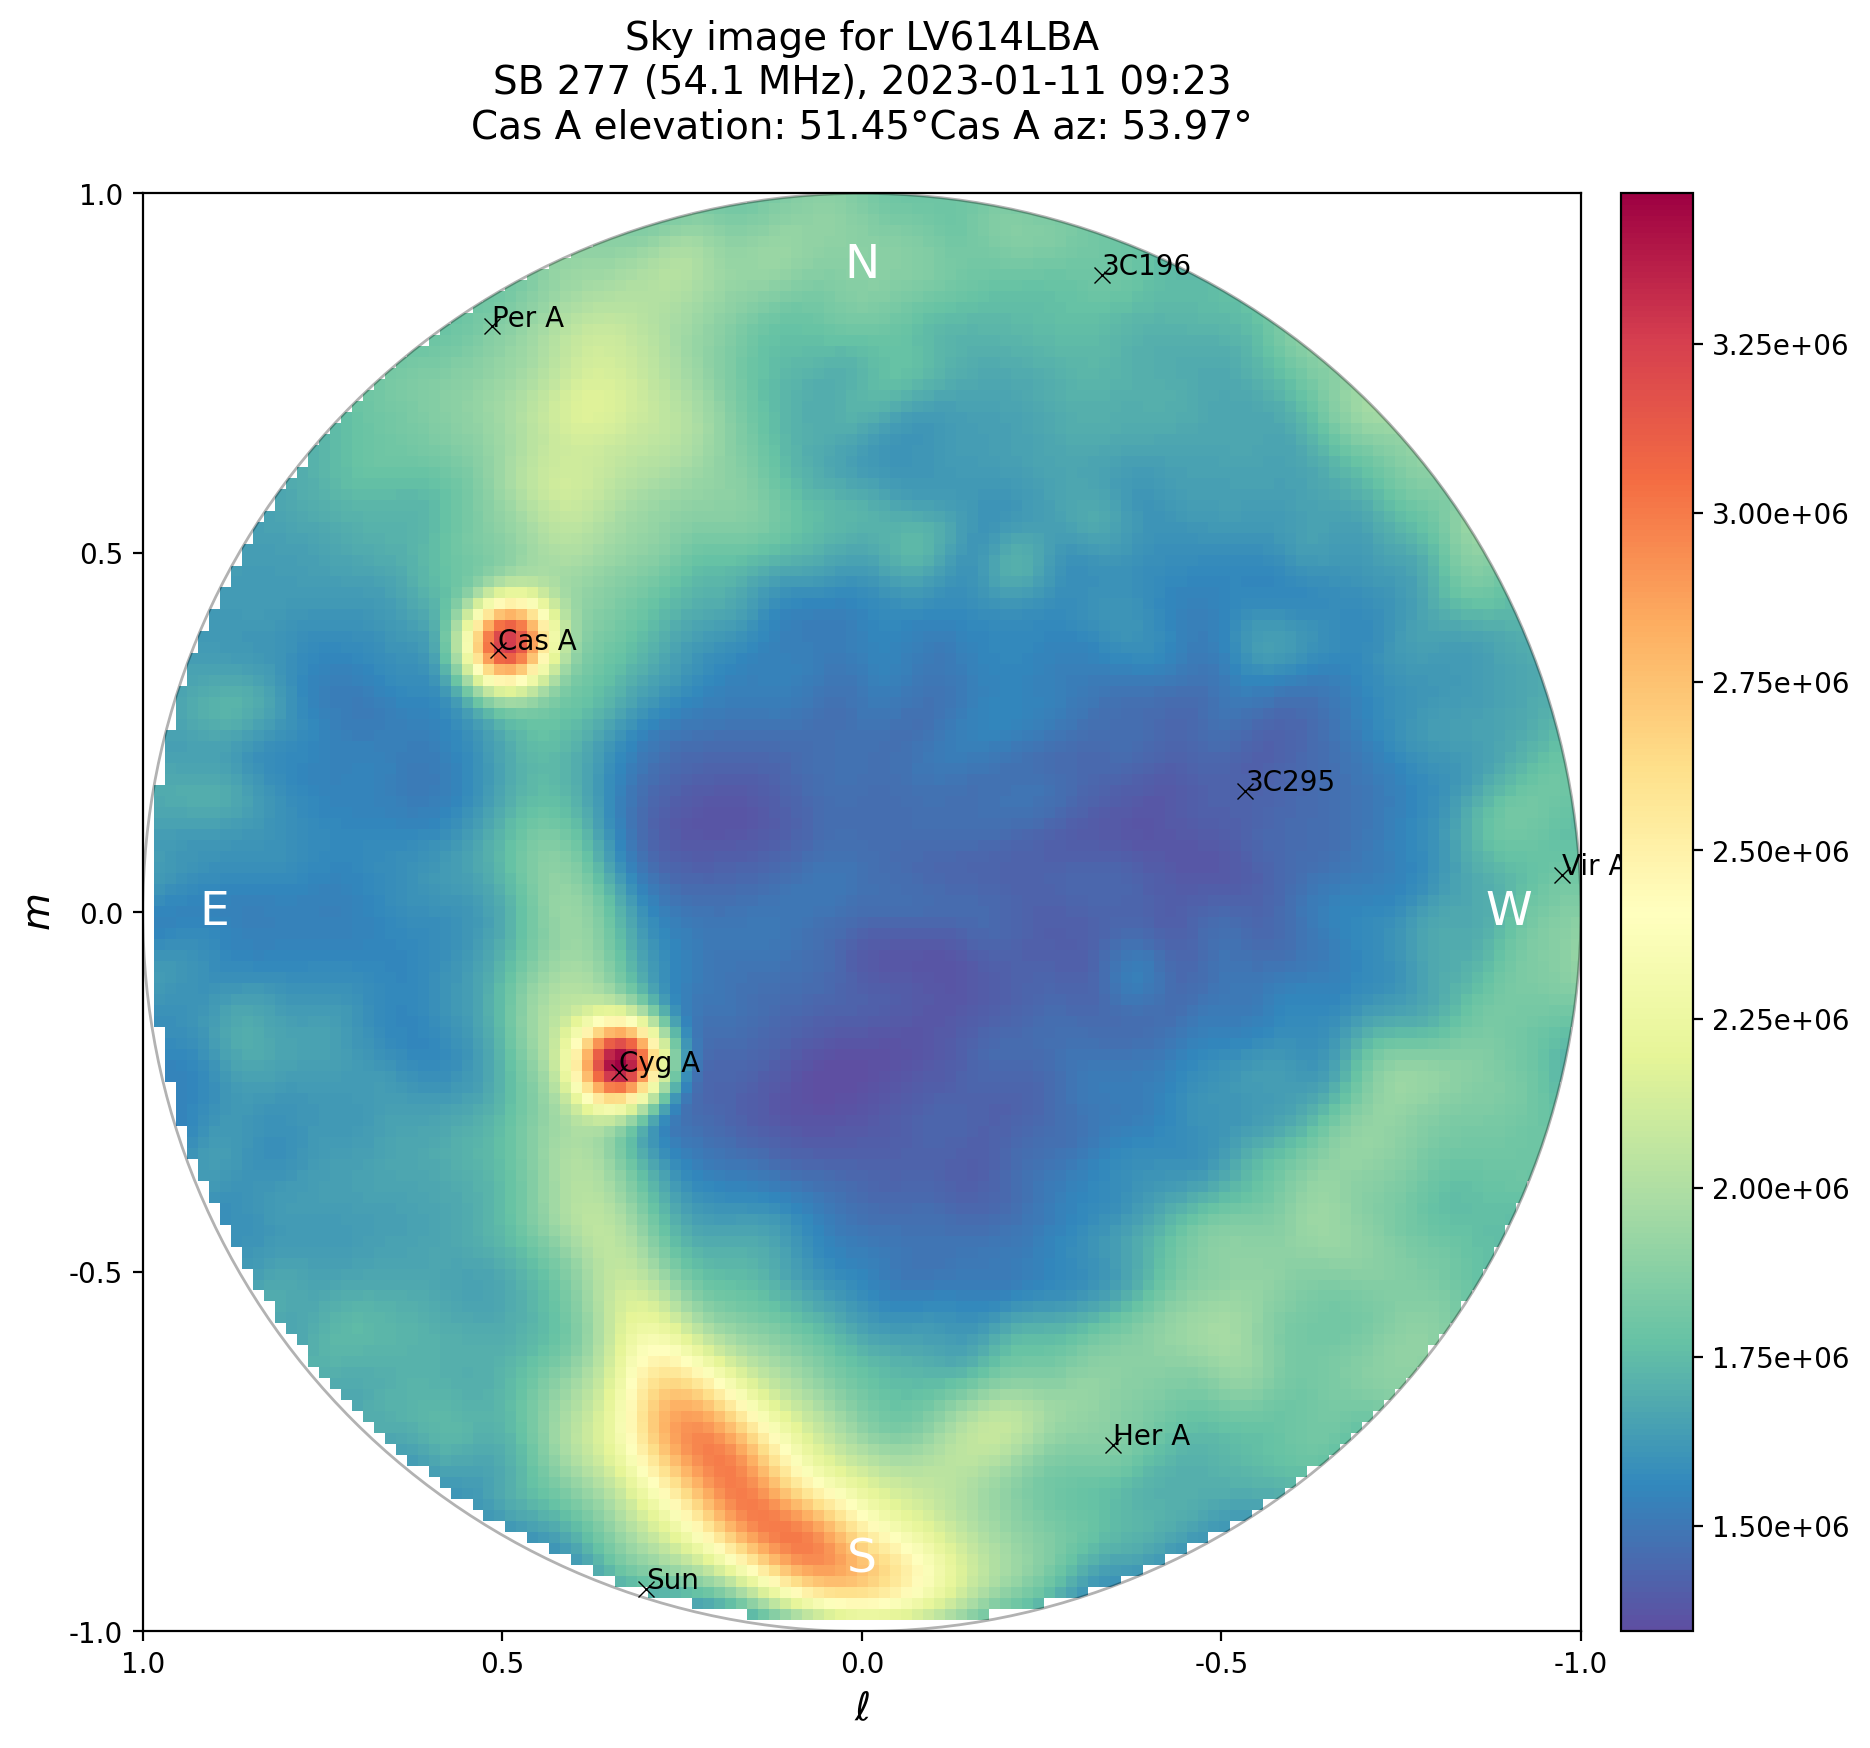 Sky image for LV614LBA
SB 277 (54.1 MHz), 2023-01-11 09:23
Cas A elevation: 51.45°Cas A az: 53.97°
1.0
N
3C196
Per A
3.25e+06
3.00e+06
0.5
Cas A
2.75e+06
3C295
2.50e+06
Vir A
m
0.0
E
W
2.25e+06
Cyg A
2.00e+06
-0.5
1.75e+06
Her A
1.50e+06
S
Sun
-1.0
1.0
0.5
0.0
-0.5
-1.0
ℓ